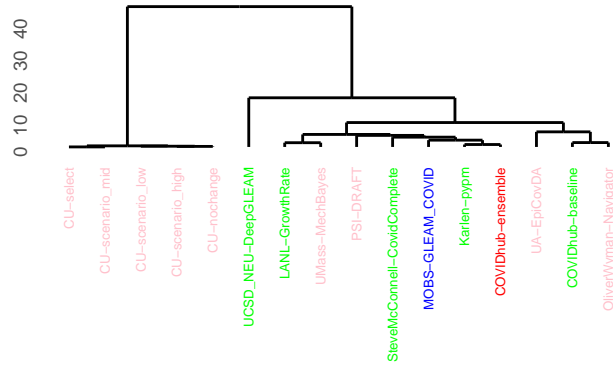 40
30
20
10
0
CU−select
CU−scenario_mid
CU−scenario_low
CU−scenario_high
CU−nochange
UCSD_NEU−DeepGLEAM
LANL−GrowthRate
UMass−MechBayes
PSI−DRAFT
SteveMcConnell−CovidComplete
MOBS−GLEAM_COVID
Karlen−pypm
COVIDhub−ensemble
UA−EpiCovDA
COVIDhub−baseline
OliverWyman−Navigator